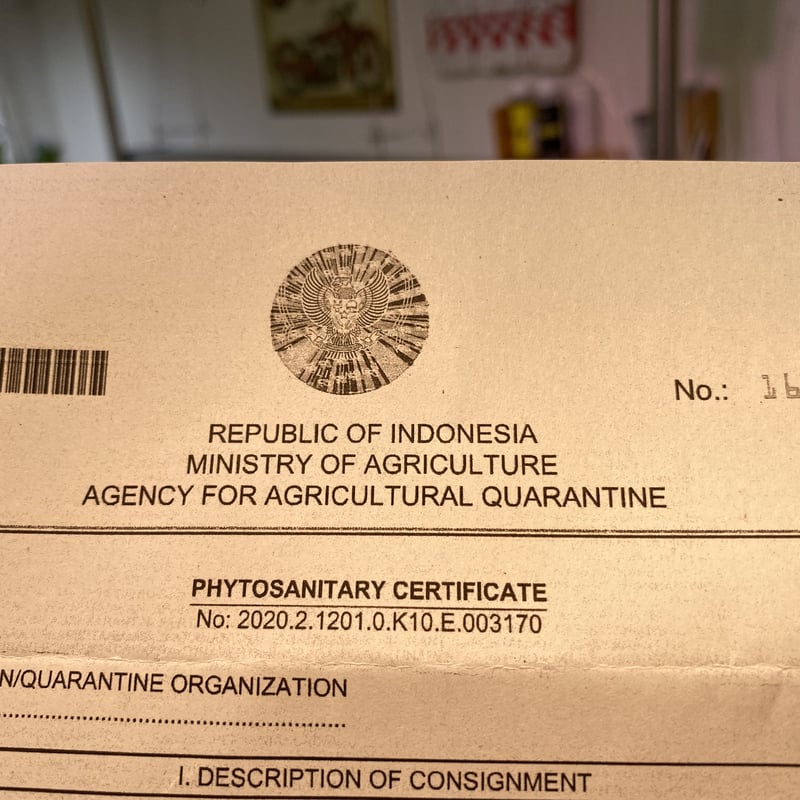 No.: 16
REPUBLIC OF INDONESIA
MINISTRY OF AGRICULTURE
AGENCY FOR AGRICULTURAL QUARANTINE
PHYTOSANITARY CERTIFICATE
No: 2020.2.1201.0.K10.E.003170
N/QUARANTINE ORGANIZATION
I. DESCRIPTION OF CONSIGNMENT